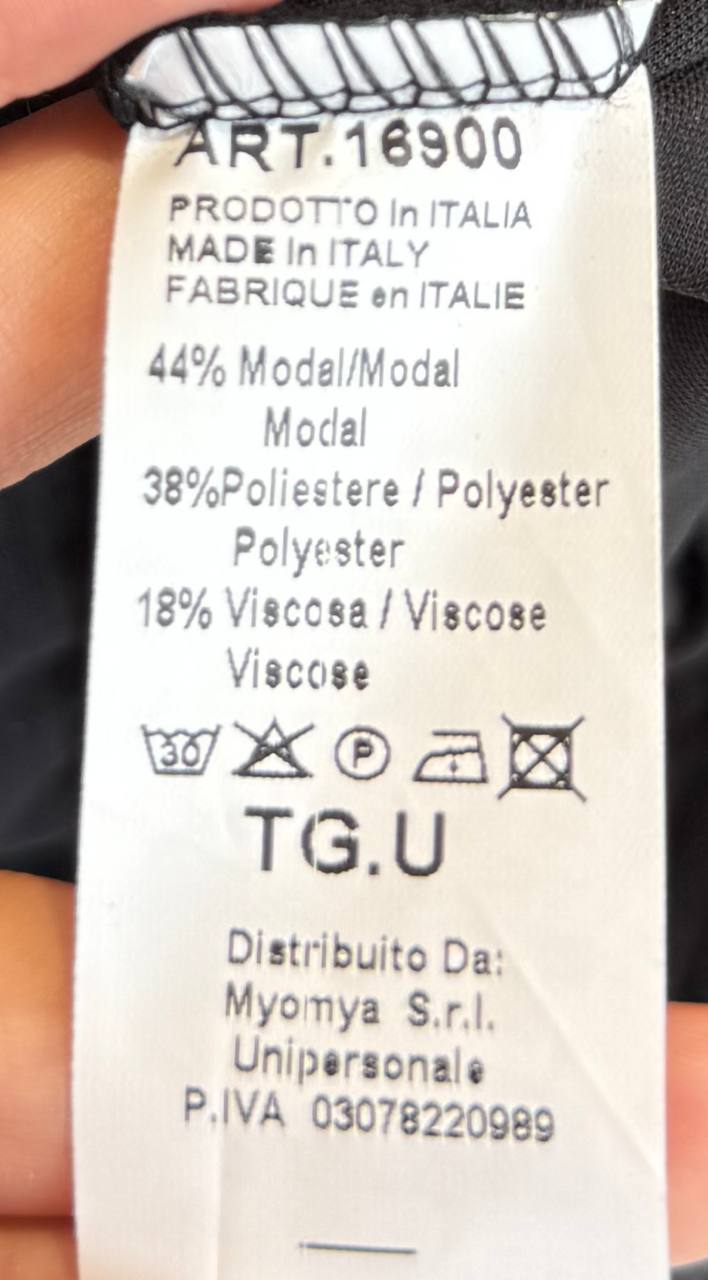 ART.16900
PRODOTTO In ITALIA
MADE In ITALY
FABRIQUE en ITALIE
44% Modal/Modal
Modal
38%Poliestere / Polyester
Polyester
18% Viscosa / Viscose
Viscose
30 P
TG.U
Distribuito Da:
Myomya S.r.l.
Unipersonale
P.IVA 03078220989